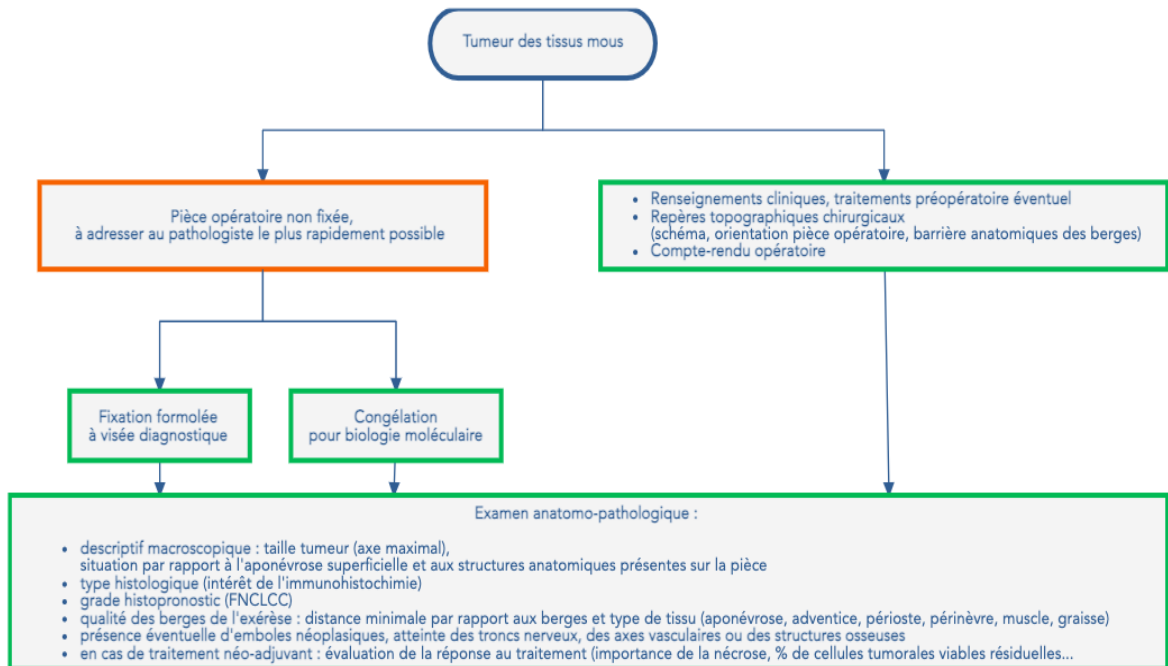 Tumeur des tissus mous
Pièce opératoire non fixée,
à adresser au pathologiste le plus rapidement possible
• Renseignements cliniques, traitements préopératoire éventuel
• Repères topographiques chirurgicaux
(schéma, orientation pièce opératoire, barrière anatomiques des berges)
• Compte-rendu opératoire
Fixation formolée
à visée diagnostique
Congélation
pour biologie moléculaire
Examen anatomo-pathologique :
• descriptif macroscopique : taille tumeur (axe maximal),
situation par rapport à l'aponévrose superficielle et aux structures anatomiques présentes sur la pièce
• type histologique (intérêt de l'immunohistochimie)
• grade histopronostic (FNCLCC)
• qualité des berges de l'exérèse : distance minimale par rapport aux berges et type de tissu (aponévrose, adventice, périoste, périnèvre, muscle, graisse)
• présence éventuelle d'emboles néoplasiques, atteinte des troncs nerveux, des axes vasculaires ou des structures osseuses
• en cas de traitement néo-adjuvant : évaluation de la réponse au traitement (importance de la nécrose, % de cellules tumorales viables résiduelles...